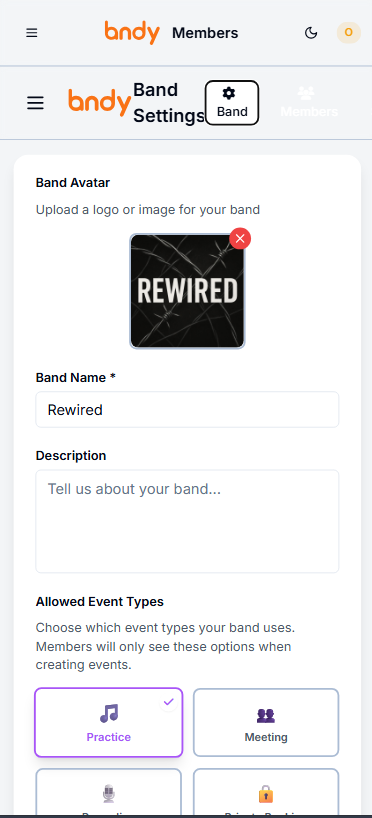 bndy Members
O
bndy Band Settings
Band
Members
Band Avatar
Upload a logo or image for your band
REWIRED
Band Name *
Rewired
Description
Tell us about your band...
Allowed Event Types
Choose which event types your band uses.
Members will only see these options when
creating events.
Practice
Meeting